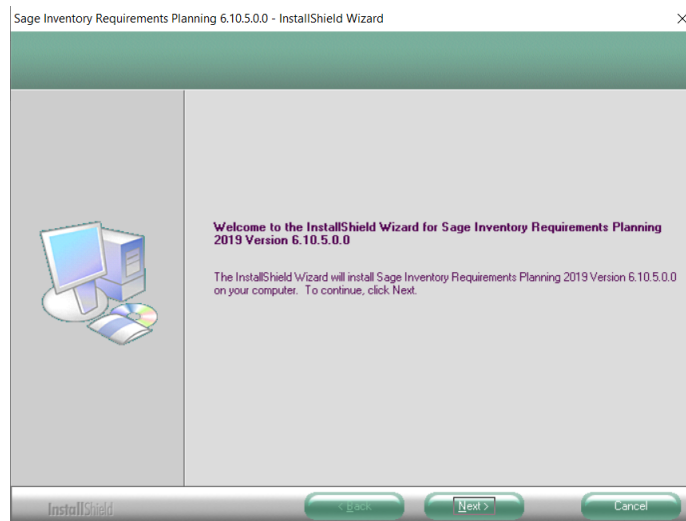 Sage Inventory Requirements Planning 6.10.5.0.0 - InstallShield Wizard
Welcome to the InstallShield Wizard for Sage Inventory Requirements Planning
2019 Version 6.10.5.0.0
The InstallShield Wizard will install Sage Inventory Requirements Planning 2019 Version 6.10.5.0.0
on your computer. To continue, click Next.
InstallShield
< Back
Next >
Cancel